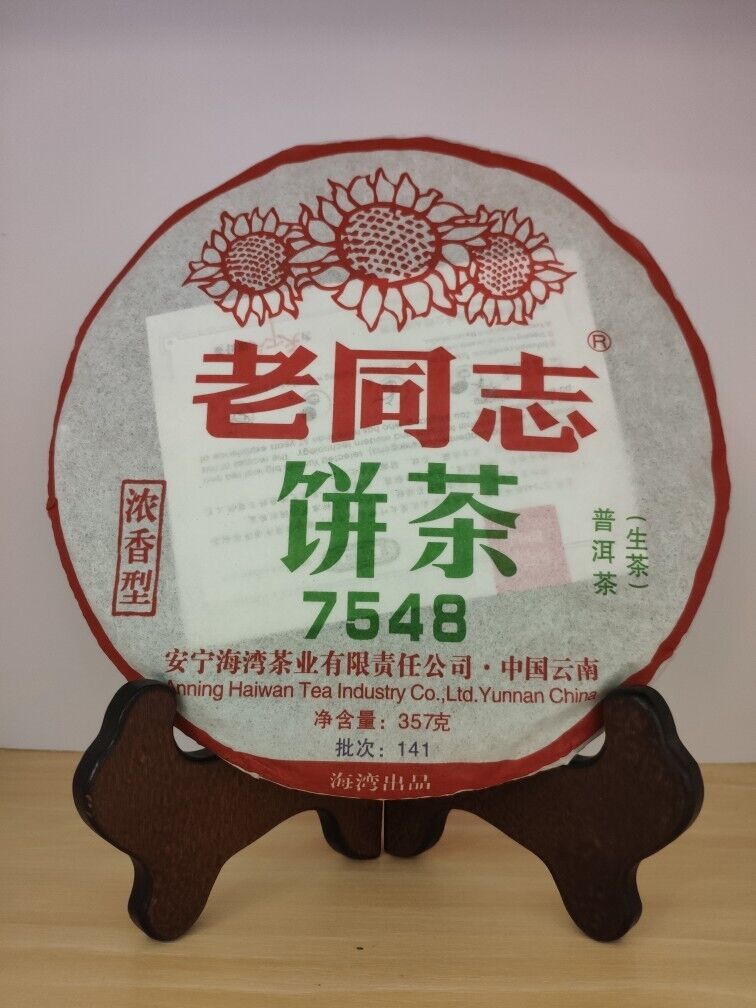 老同志®
饼茶
浓香型
普洱茶
(生茶)
7548
安宁海湾茶业有限责任公司·中国云南
Anning Haiwan Tea Industry Co.,Ltd.Yunnan China
净含量: 357克
批次: 141
海湾出品